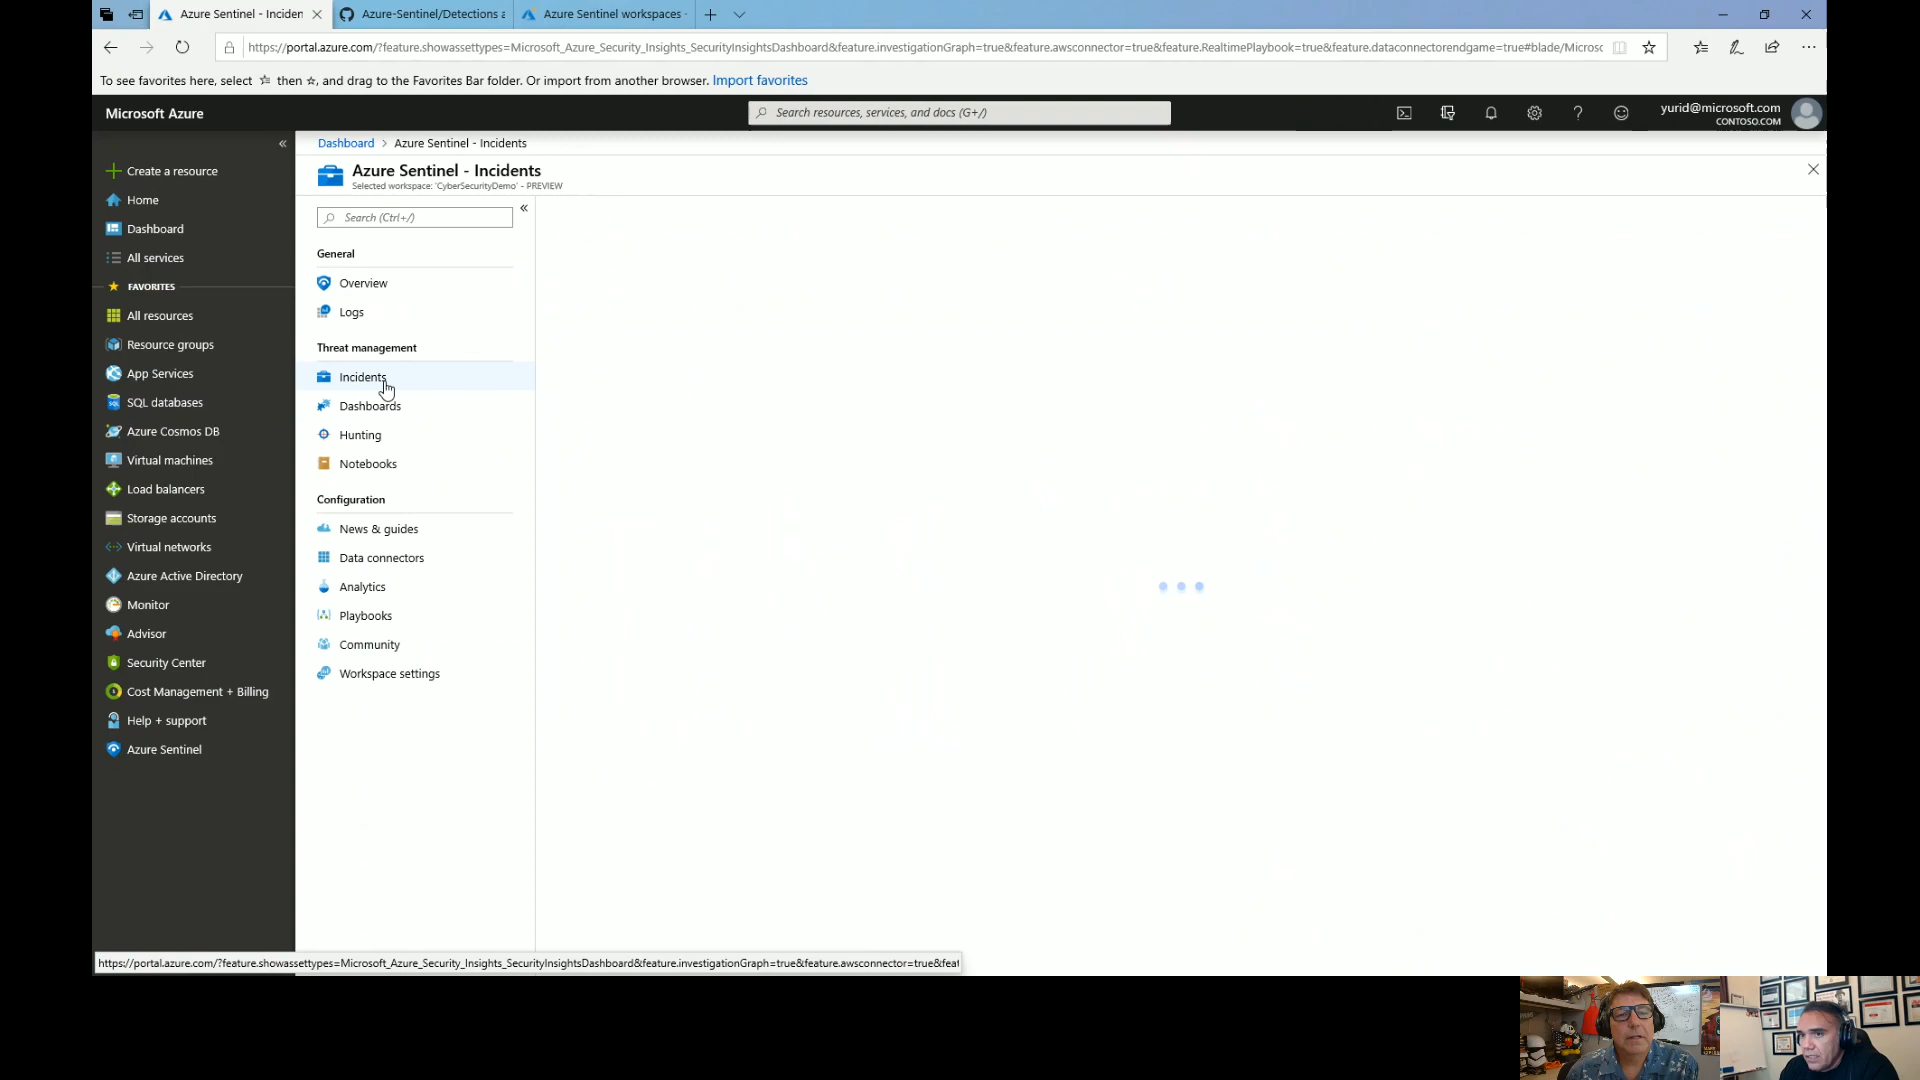 Azure Sentinel - Inciden
Azure-Sentinel/Detections a
Azure Sentinel workspaces
https://portal.azure.com/?feature.showassettypes=Microsoft_Azure_Security_Insights_SecurityInsightsDashboard&feature.investigationGraph=true&feature.awsconnector=true&feature.RealtimePlaybook=true&feature.dataconnectorendgame=true#blade/Microsc
To see favorites here, select then , and drag to the Favorites Bar folder. Or import from another browser. Import favorites
Microsoft Azure
Search resources, services, and docs (G+/)
yurid@microsoft.com
CONTOSO.COM
Create a resource
Home
Dashboard
All services
FAVORITES
All resources
Resource groups
App Services
SQL databases
Azure Cosmos DB
Virtual machines
Load balancers
Storage accounts
Virtual networks
Azure Active Directory
Monitor
Advisor
Security Center
Cost Management + Billing
Help + support
Azure Sentinel
Dashboard > Azure Sentinel - Incidents
Azure Sentinel - Incidents
Selected workspace: 'CyberSecurityDemo' - PREVIEW
Search (Ctrl+/)
General
Overview
Logs
Threat management
Incidents
Dashboards
Hunting
Notebooks
Configuration
News & guides
Data connectors
Analytics
Playbooks
Community
Workspace settings
https://portal.azure.com/?feature.showassettypes=Microsoft_Azure_Security_Insights_SecurityInsightsDashboard&feature.investigationGraph=true&feature.awsconnector=true&feat